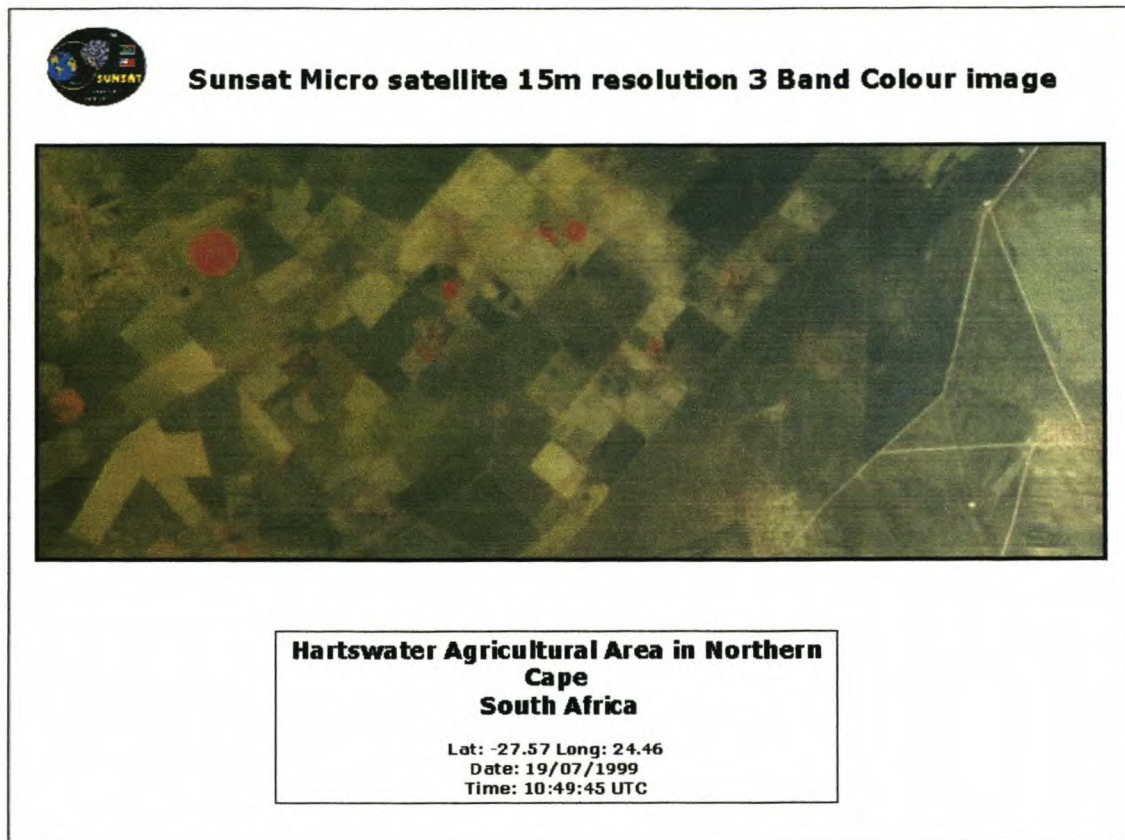 SUNSAT
Sunsat Micro satellite 15m resolution 3 Band Colour image
Hartswater Agricultural Area in Northern
Cape
South Africa
Lat: -27.57 Long: 24.46
Date: 19/07/1999
Time: 10:49:45 UTC